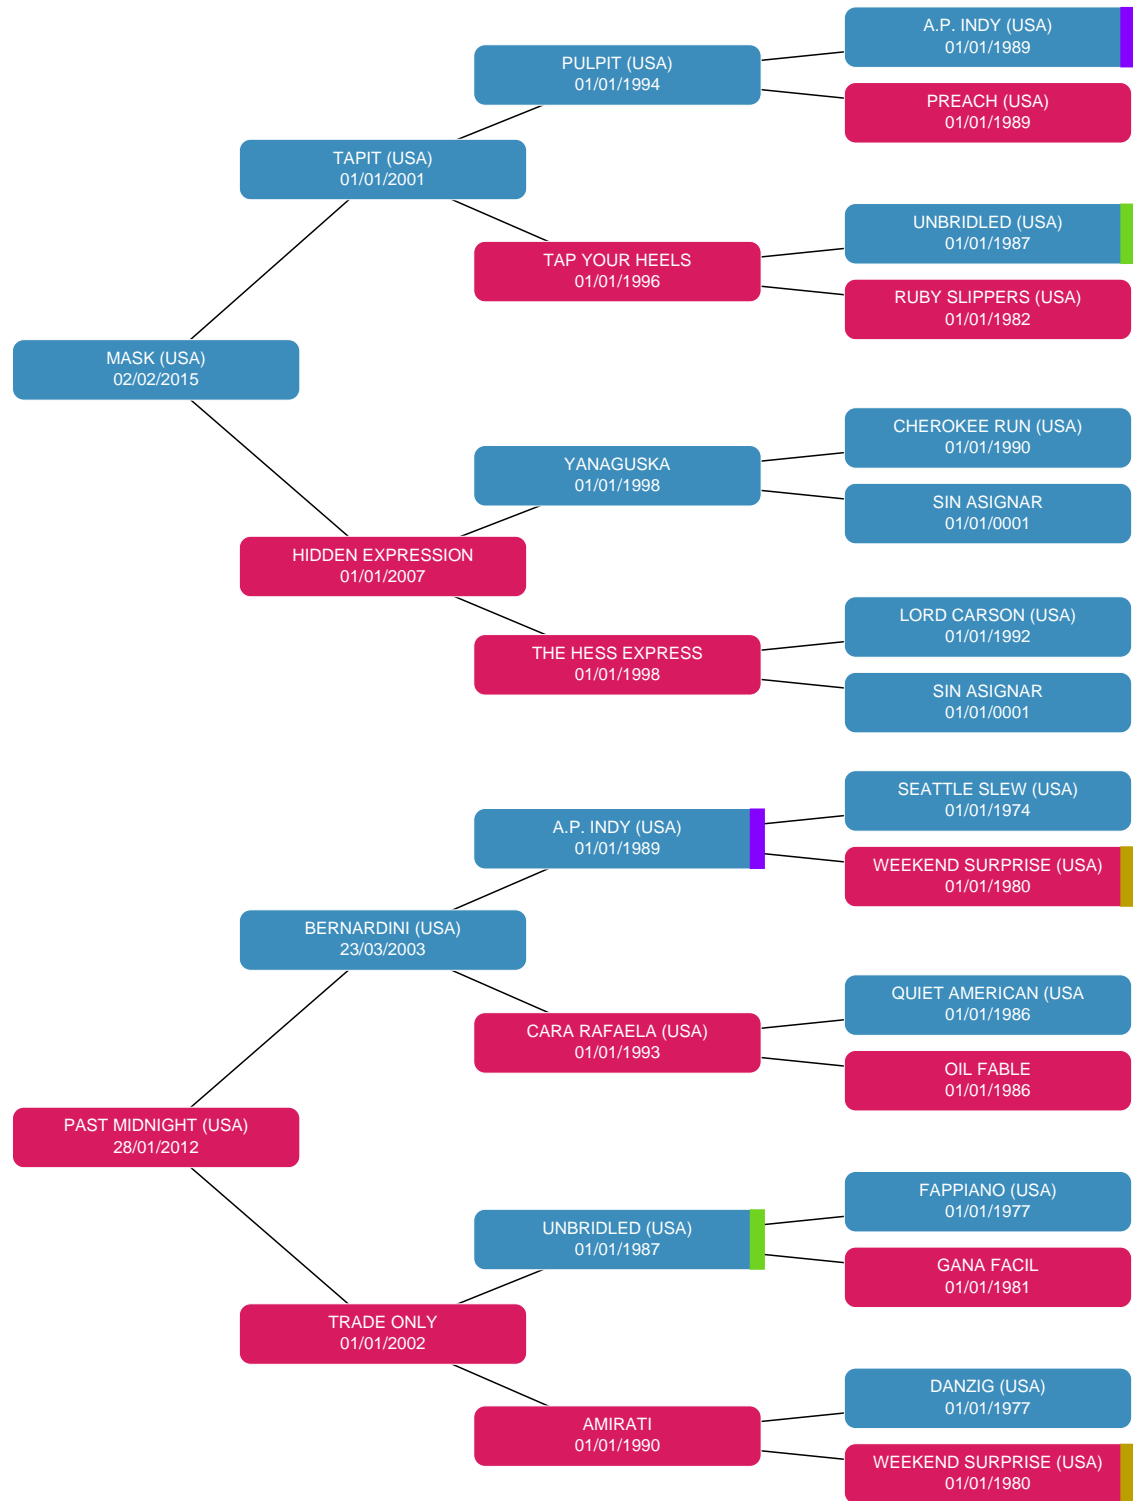 A.P. INDY (USA)
01/01/1989
PULPIT (USA)
01/01/1994
PREACH (USA)
01/01/1989
TAPIT (USA)
01/01/2001
UNBRIDLED (USA)
01/01/1987
TAP YOUR HEELS
01/01/1996
RUBY SLIPPERS (USA)
01/01/1982
MASK (USA)
02/02/2015
CHEROKEE RUN (USA)
01/01/1990
YANAGUSKA
01/01/1998
SIN ASIGNAR
01/01/0001
HIDDEN EXPRESSION
01/01/2007
LORD CARSON (USA)
01/01/1992
THE HESS EXPRESS
01/01/1998
SIN ASIGNAR
01/01/0001
SEATTLE SLEW (USA)
01/01/1974
A.P. INDY (USA)
01/01/1989
WEEKEND SURPRISE (USA)
01/01/1980
BERNARDINI (USA)
23/03/2003
QUIET AMERICAN (USA
01/01/1986
CARA RAFAELA (USA)
01/01/1993
OIL FABLE
01/01/1986
PAST MIDNIGHT (USA)
28/01/2012
FAPPIANO (USA)
01/01/1977
UNBRIDLED (USA)
01/01/1987
GANA FACIL
01/01/1981
TRADE ONLY
01/01/2002
DANZIG (USA)
01/01/1977
AMIRATI
01/01/1990
WEEKEND SURPRISE (USA)
01/01/1980